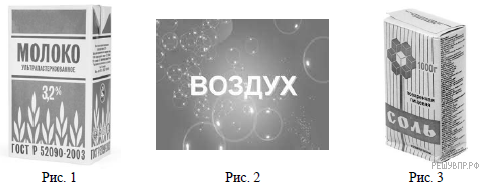 МОЛОКО
УЛЬТРАПАСТЕРИЗОВАННОЕ
3,2%
ГОСТ Р 52090-2003
ВОЗДУХ
1000г
СОЛЬ
РЕШУВПР.РФ
Рис. 1
Рис. 2
Рис. 3